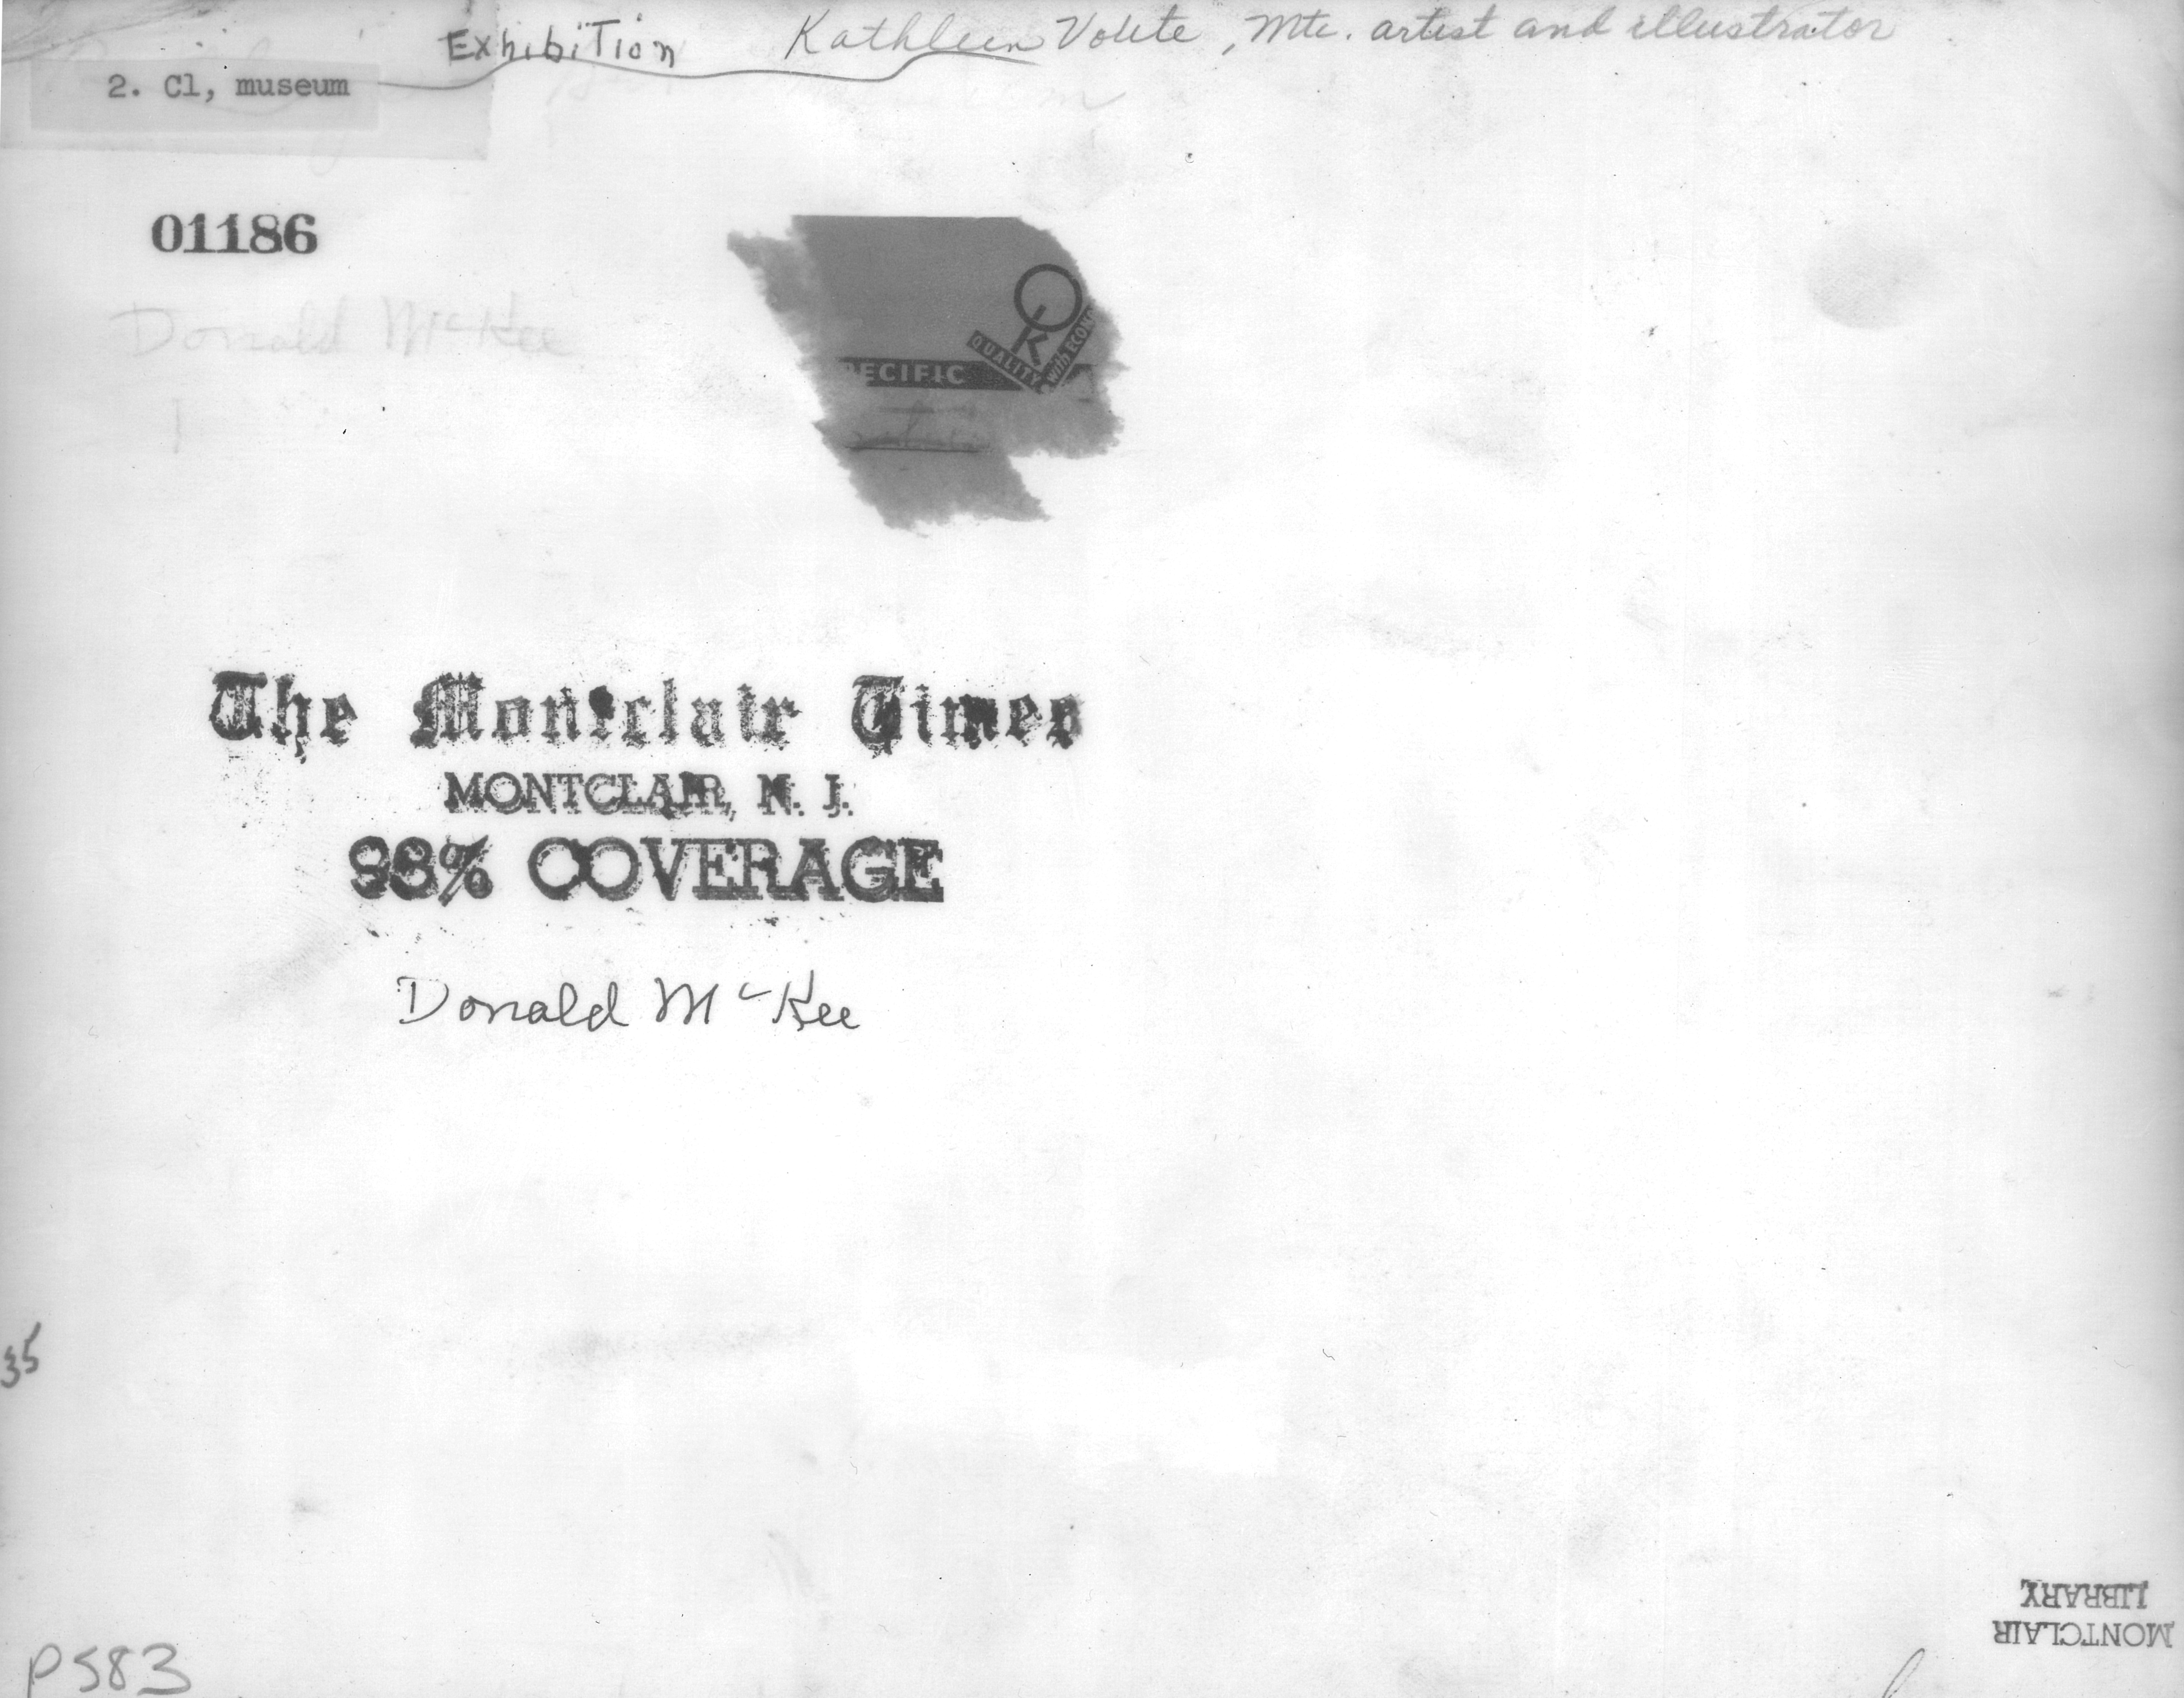 Exhibition Kathleen Volute, Mtc. artist and illustrator
2. Cl, museum
01186
Donald McKee
QUALITY with ECON
PECIFIC
The Montclair Times
MONTCLAIR, N. J.
98% COVERAGE
Donald McKee
35
P583
MONTCLAIR
LIBRARY